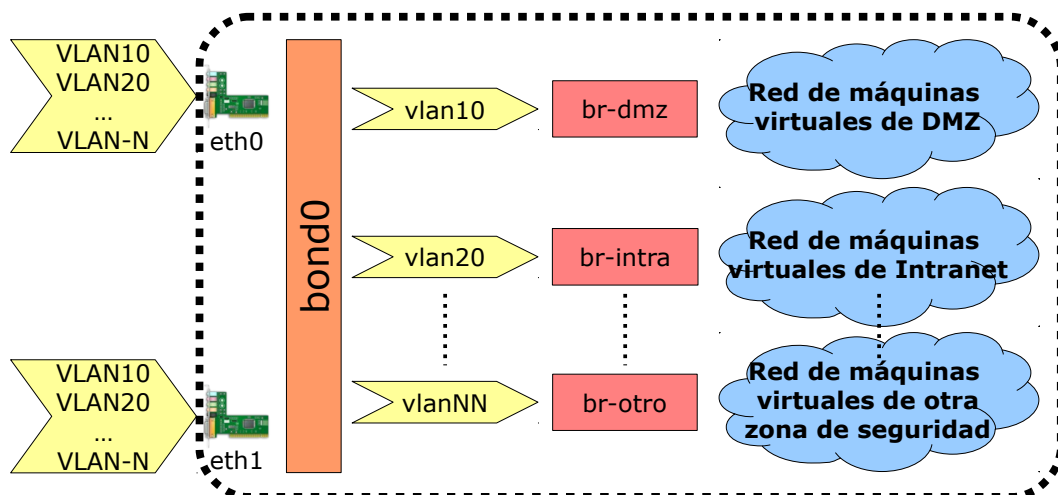 VLAN10
VLAN20
...
VLAN-N
eth0
bond0
vlan10
br-dmz
Red de máquinas
virtuales de DMZ
vlan20
br-intra
Red de máquinas
virtuales de Intranet
VLAN10
VLAN20
...
VLAN-N
eth1
vlanNN
br-otro
Red de máquinas
virtuales de otra
zona de seguridad